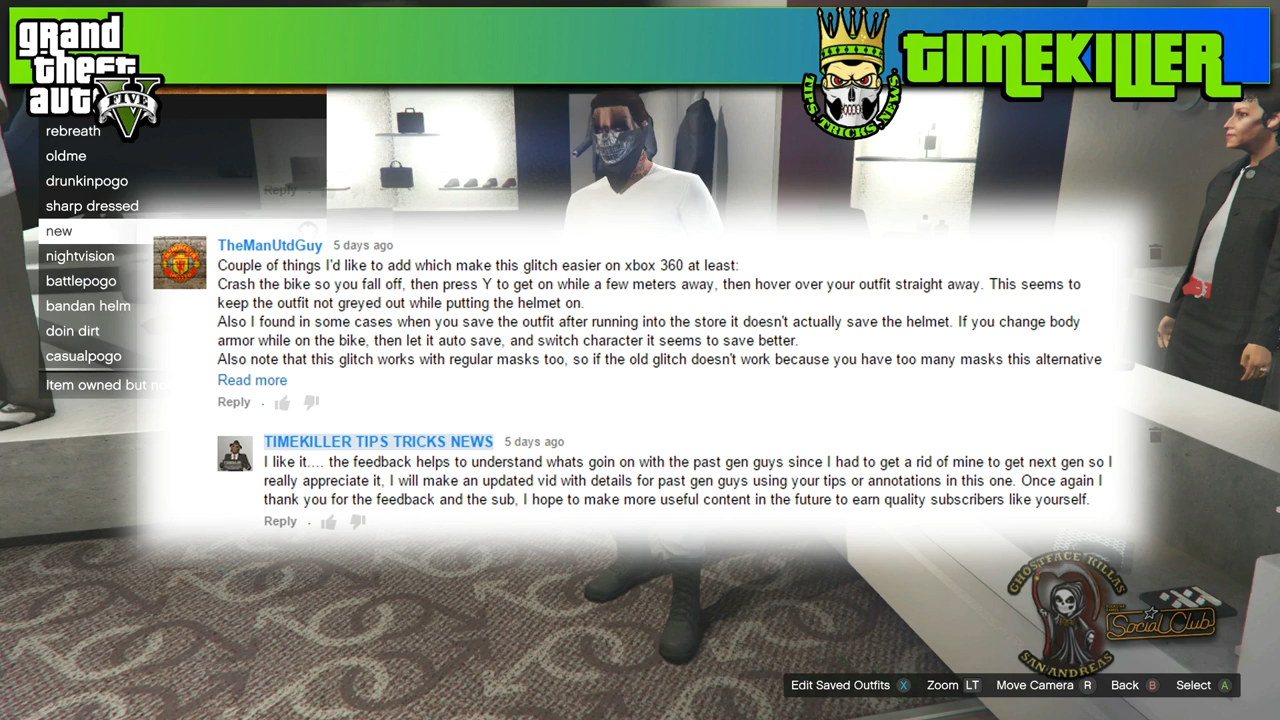 grand
theft
auto
FIVE
TIPS TRICKS NEWS
TIMEKILLER
rebreath
oldme
drunkinpogo
sharp dressed
new
nightvision
battlepogo
bandan helm
doin dirt
casualpogo
Item owned but no
Reply
TheManUtdGuy 5 days ago
Couple of things I'd like to add which make this glitch easier on xbox 360 at least:
Crash the bike so you fall off, then press Y to get on while a few meters away, then hover over your outfit straight away. This seems to
keep the outfit not greyed out while putting the helmet on.
Also I found in some cases when you save the outfit after running into the store it doesn't actually save the helmet. If you change body
armor while on the bike, then let it auto save, and switch character it seems to save better.
Also note that this glitch works with regular masks too, so if the old glitch doesn't work because you have too many masks this alternative
Read more
Reply .
TIMEKILLER TIPS TRICKS NEWS 5 days ago
I like it.... the feedback helps to understand whats goin on with the past gen guys since I had to get a rid of mine to get next gen so I
really appreciate it, I will make an updated vid with details for past gen guys using your tips or annotations in this one. Once again I
thank you for the feedback and the sub, I hope to make more useful content in the future to earn quality subscribers like yourself.
Reply .
GHOSTFACE KILLAS
SAN ANDREAS
Social Club
Edit Saved Outfits X Zoom LT Move Camera R Back B Select A